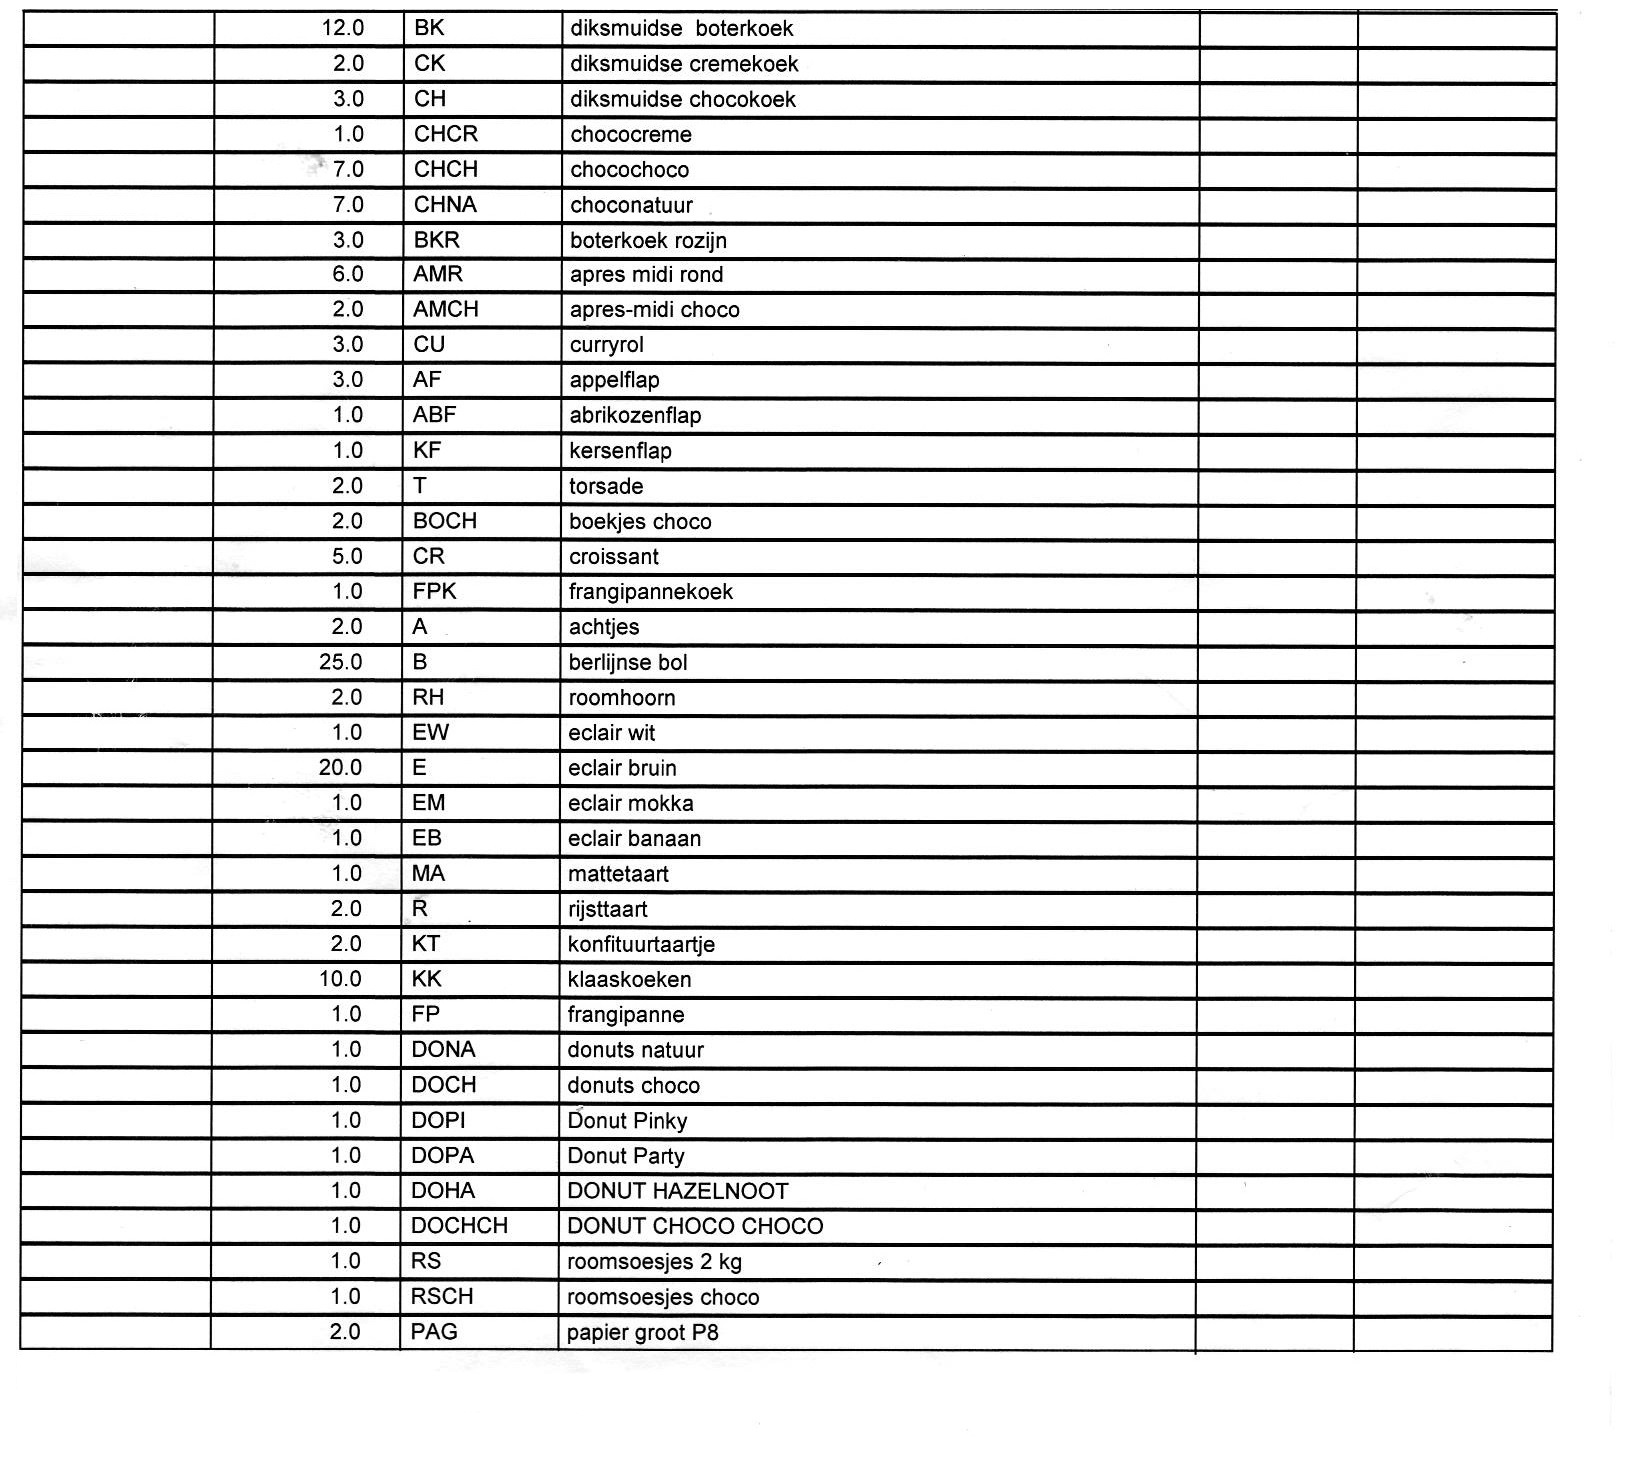 12.0 BK diksmuidse boterkoek
2.0 CK diksmuidse cremekoek
3.0 CH diksmuidse chocokoek
1.0 CHCR chococreme
7.0 CHCH chocochoco
7.0 CHNA choconatuur
3.0 BKR boterkoek rozijn
6.0 AMR apres midi rond
2.0 AMCH apres-midi choco
3.0 CU curryrol
3.0 AF appelflap
1.0 ABF abrikozenflap
1.0 KF kersenflap
2.0 T torsade
2.0 BOCH boekjes choco
5.0 CR croissant
1.0 FPK frangipannekoek
2.0 A achtjes
25.0 B berlijnse bol
2.0 RH roomhoorn
1.0 EW eclair wit
20.0 E eclair bruin
1.0 EM eclair mokka
1.0 EB eclair banaan
1.0 MA mattetaart
2.0 R rijsttaart
2.0 KT konfituurtaartje
10.0 KK klaaskoeken
1.0 FP frangipanne
1.0 DONA donuts natuur
1.0 DOCH donuts choco
1.0 DOPI Donut Pinky
1.0 DOPA Donut Party
1.0 DOHA DONUT HAZELNOOT
1.0 DOCHCH DONUT CHOCO CHOCO
1.0 RS roomsoesjes 2 kg
1.0 RSCH roomsoesjes choco
2.0 PAG papier groot P8